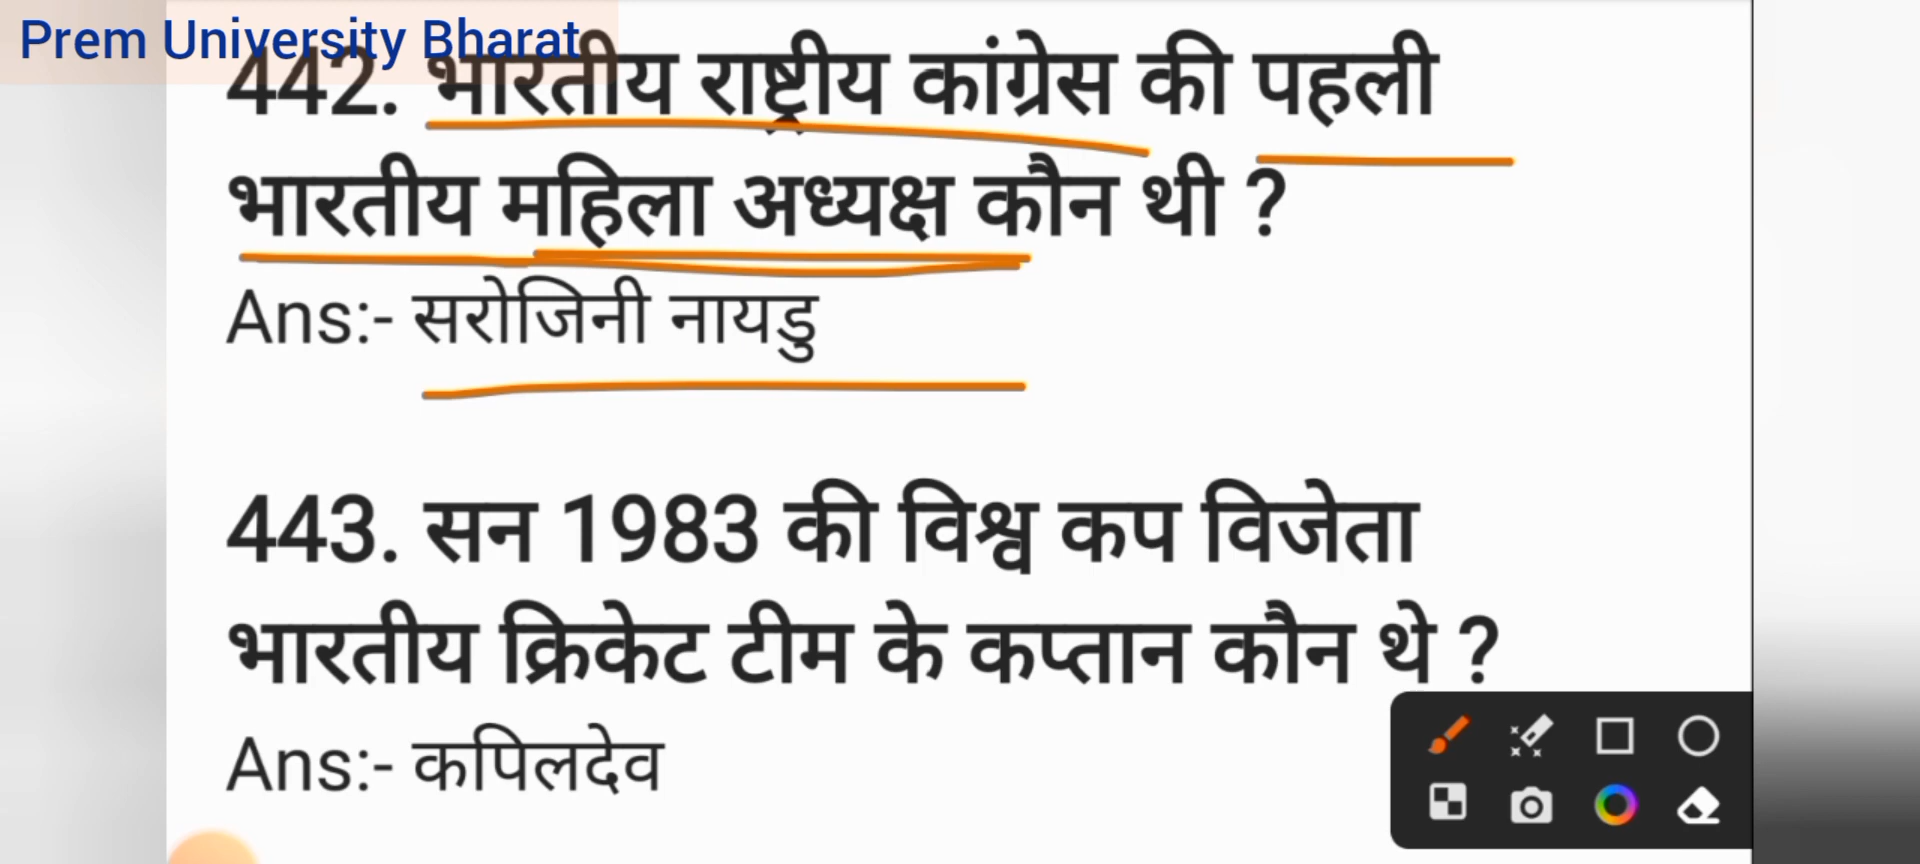 Prem University Bharat
442. भारतीय राष्ट्रीय कांग्रेस की पहली
भारतीय महिला अध्यक्ष कौन थी ?
Ans:- सरोजिनी नायडु
443. सन 1983 की विश्व कप विजेता
भारतीय क्रिकेट टीम के कप्तान कौन थे ?
Ans:- कपिलदेव